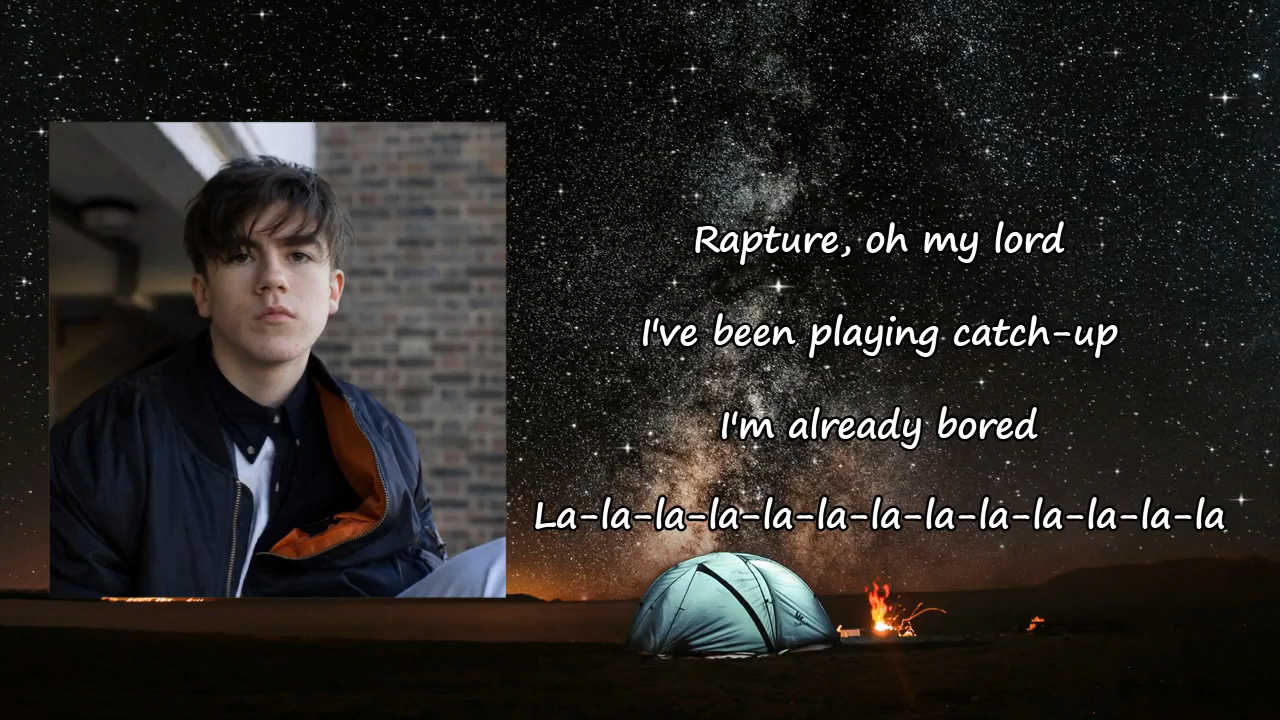 Rapture, oh my lord
I've been playing catch-up
I'm already bored
La-la-la-la-la-la-la-la-la-la-la-la-la